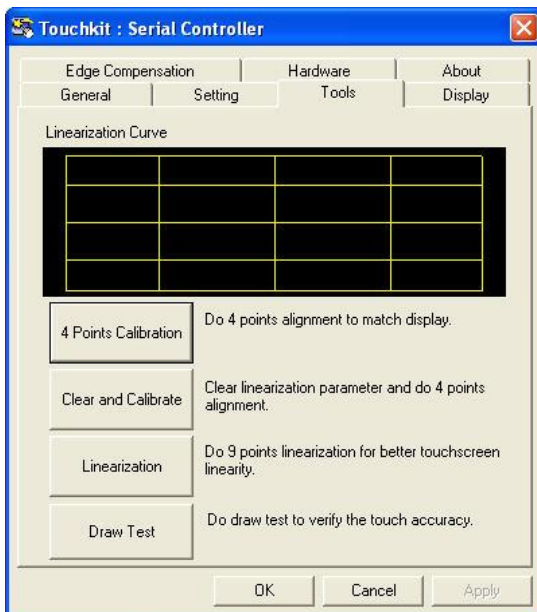 Touchkit : Serial Controller
Edge Compensation
Hardware
About
General
Setting
Tools
Display
Linearization Curve
4 Points Calibration
Do 4 points alignment to match display.
Clear and Calibrate
Clear linearization parameter and do 4 points
alignment.
Linearization
Do 9 points linearization for better touchscreen
linearity.
Draw Test
Do draw test to verify the touch accuracy.
OK
Cancel
Apply